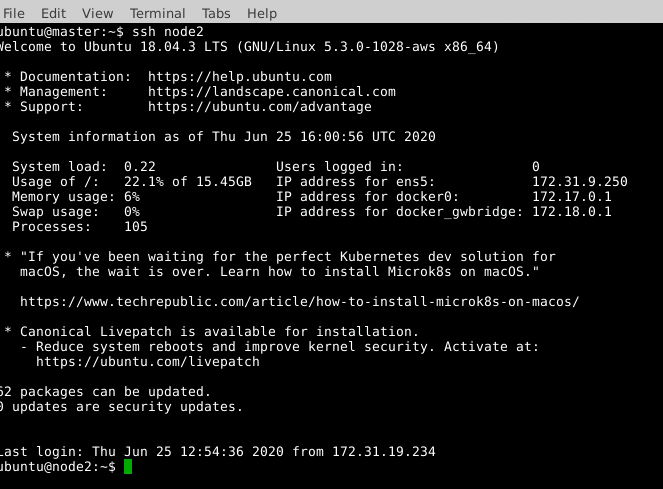 File Edit View Terminal Tabs Help
ubuntu@master:~$ ssh node2
Welcome to Ubuntu 18.04.3 LTS (GNU/Linux 5.3.0-1028-aws x86_64)
* Documentation: https://help.ubuntu.com
* Management: https://landscape.canonical.com
* Support: https://ubuntu.com/advantage
System information as of Thu Jun 25 16:00:56 UTC 2020
System load: 0.22 Users logged in: 0
Usage of /: 22.1% of 15.45GB IP address for ens5: 172.31.9.250
Memory usage: 6% IP address for docker0: 172.17.0.1
Swap usage: 0% IP address for docker_gwbridge: 172.18.0.1
Processes: 105
* "If you've been waiting for the perfect Kubernetes dev solution for
macOS, the wait is over. Learn how to install Microk8s on macOS."
https://www.techrepublic.com/article/how-to-install-microk8s-on-macos/
* Canonical Livepatch is available for installation.
- Reduce system reboots and improve kernel security. Activate at:
https://ubuntu.com/livepatch
62 packages can be updated.
0 updates are security updates.
Last login: Thu Jun 25 12:54:36 2020 from 172.31.19.234
ubuntu@node2:~$